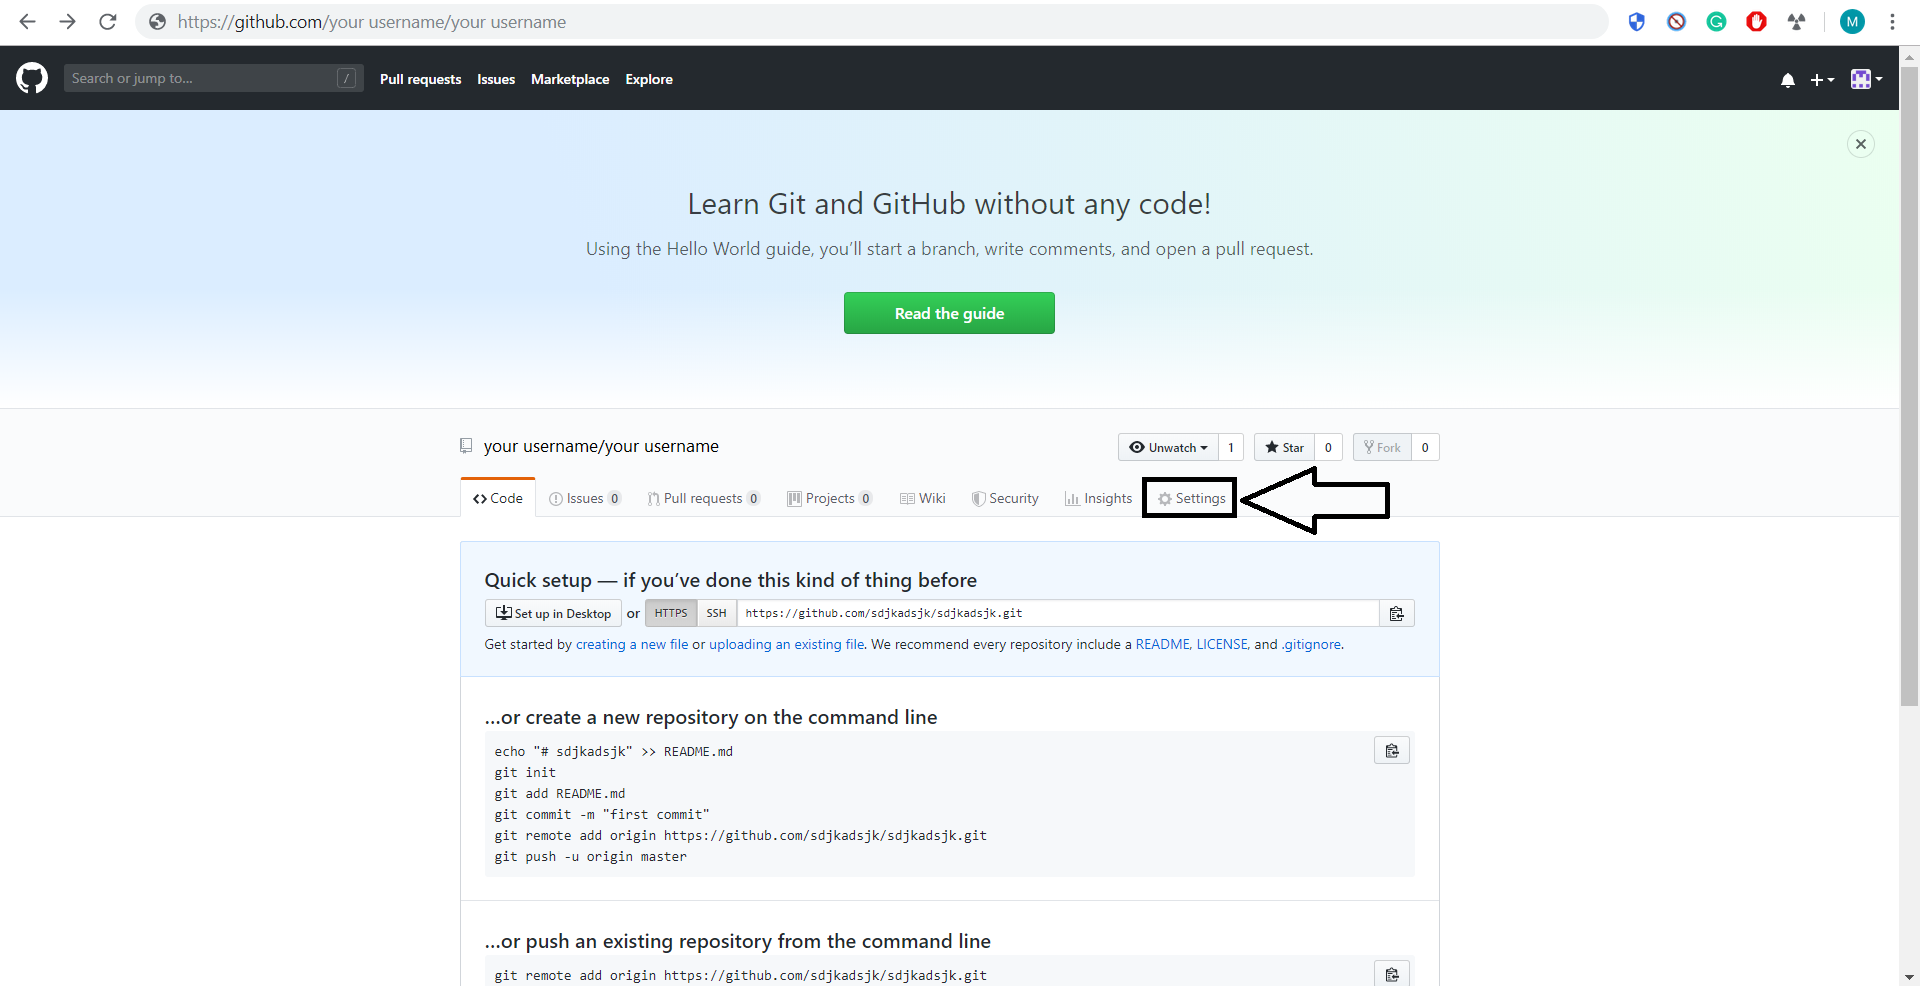 https://github.com/your username/your username
M
Search or jump to... /
Pull requests Issues Marketplace Explore
Learn Git and GitHub without any code!
Using the Hello World guide, you’ll start a branch, write comments, and open a pull request.
Read the guide
your username/your username
Unwatch 1 Star 0 Fork 0
Code Issues 0 Pull requests 0 Projects 0 Wiki Security Insights Settings
Quick setup — if you’ve done this kind of thing before
Set up in Desktop or HTTPS SSH https://github.com/sdjkadsjk/sdjkadsjk.git
Get started by creating a new file or uploading an existing file. We recommend every repository include a README, LICENSE, and .gitignore.
…or create a new repository on the command line
echo "# sdjkadsjk" >> README.md
git init
git add README.md
git commit -m "first commit"
git remote add origin https://github.com/sdjkadsjk/sdjkadsjk.git
git push -u origin master
…or push an existing repository from the command line
git remote add origin https://github.com/sdjkadsjk/sdjkadsjk.git